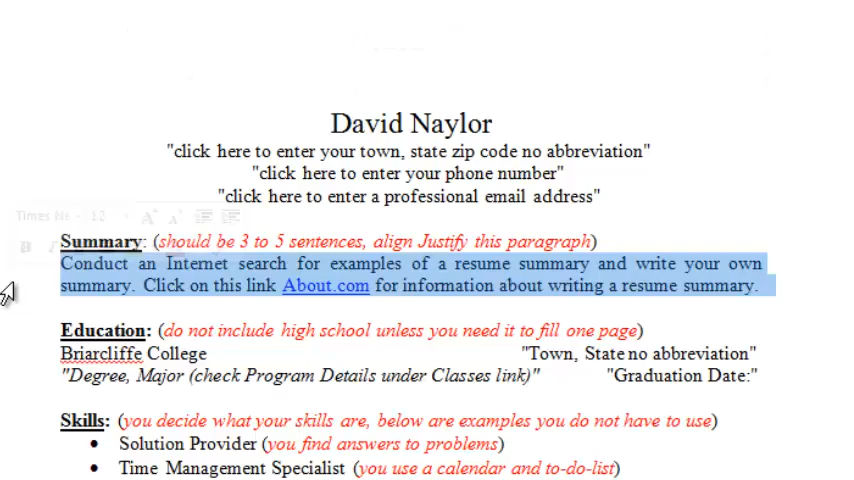 David Naylor
"click here to enter your town, state zip code no abbreviation"
"click here to enter your phone number"
"click here to enter a professional email address"
Times Ne 12 A A
B I
Summary: (should be 3 to 5 sentences, align Justify this paragraph)
Conduct an Internet search for examples of a resume summary and write your own
summary. Click on this link About.com for information about writing a resume summary.
Education: (do not include high school unless you need it to fill one page)
Briarcliffe College "Town, State no abbreviation"
"Degree, Major (check Program Details under Classes link)" "Graduation Date:"
Skills: (you decide what your skills are, below are examples you do not have to use)
• Solution Provider (you find answers to problems)
• Time Management Specialist (you use a calendar and to-do-list)